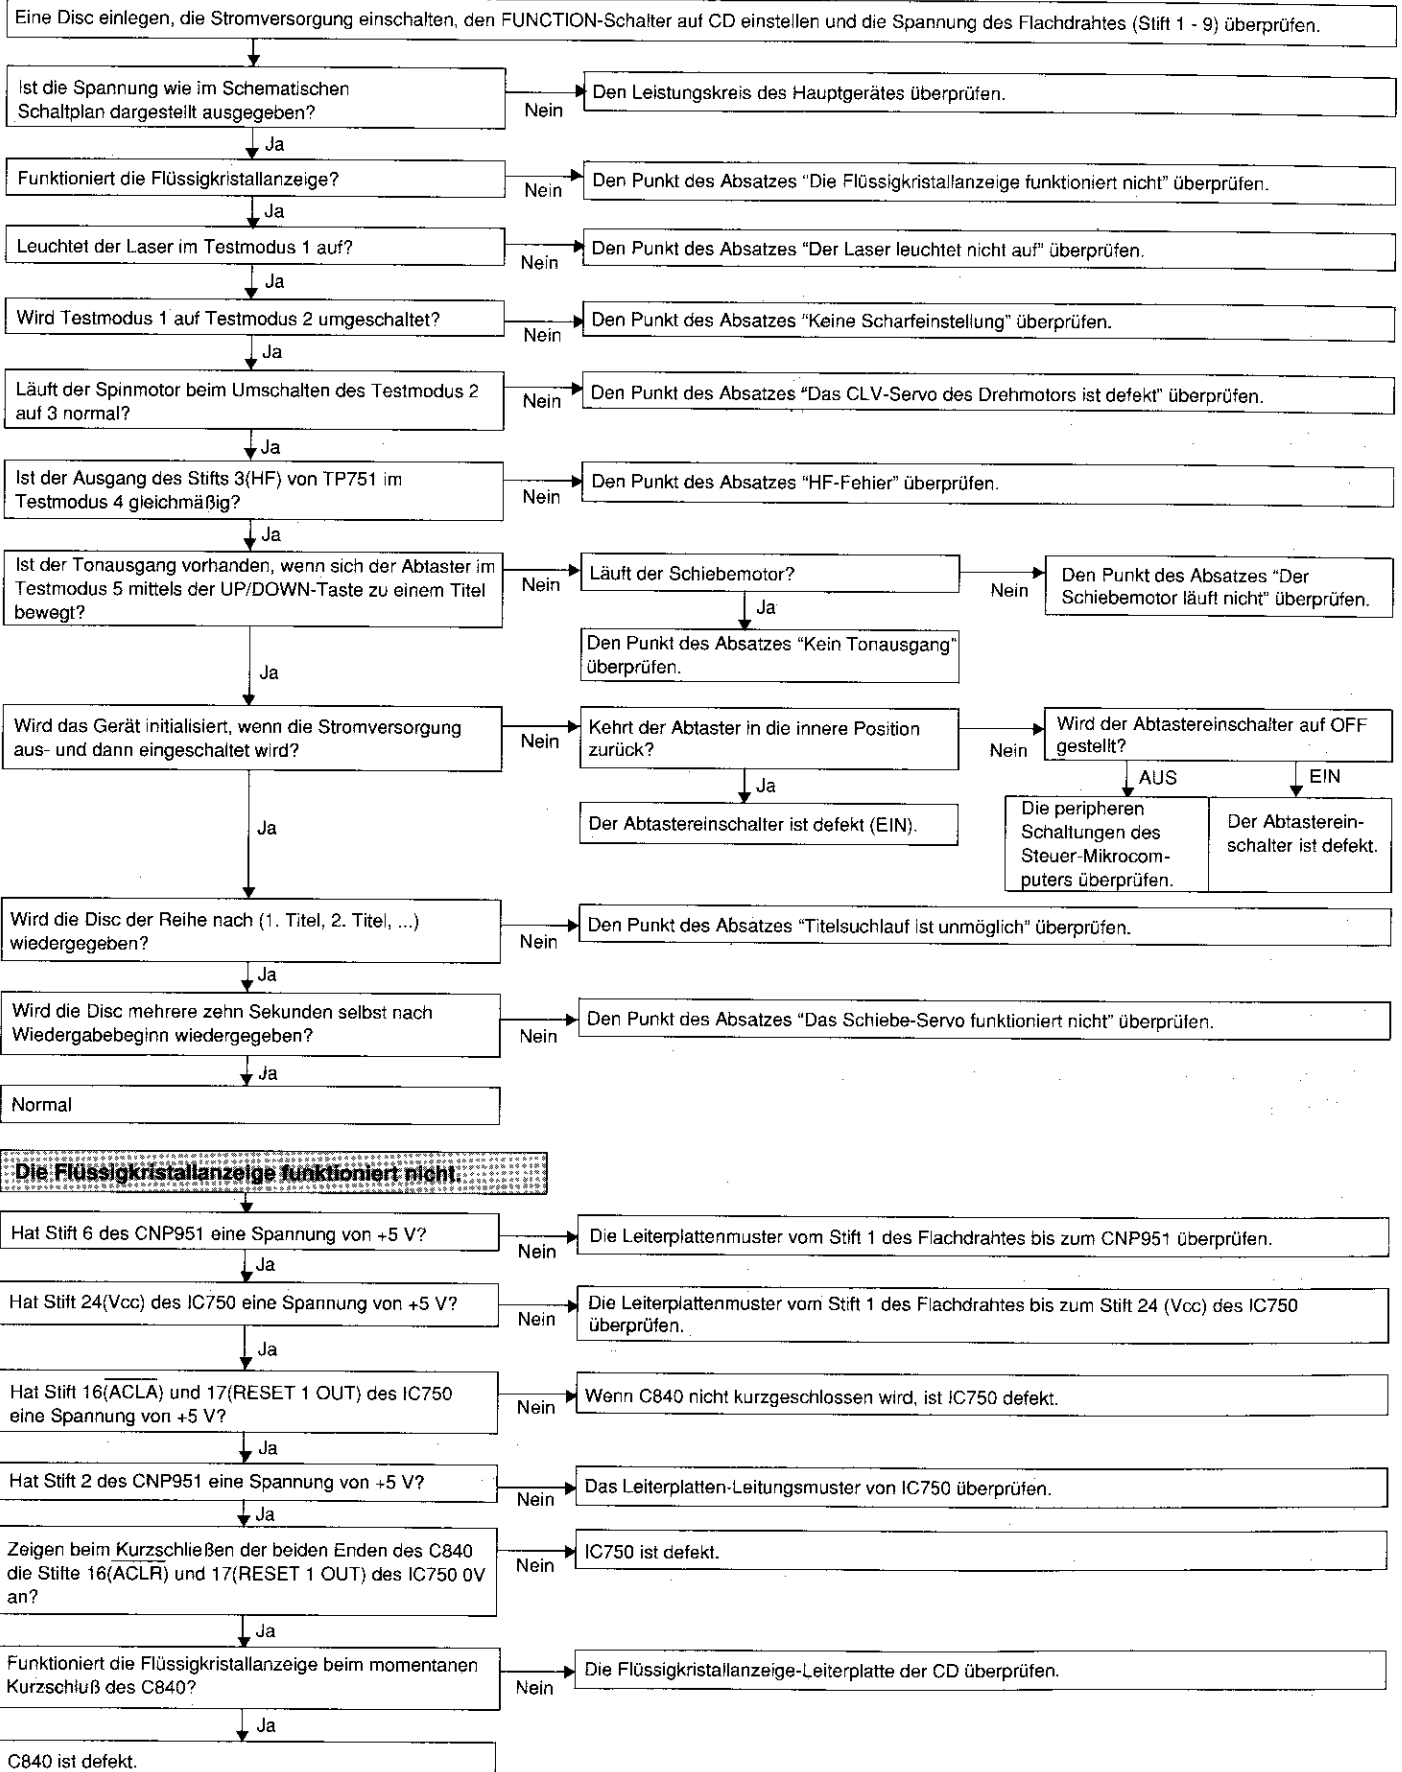 Eine Disc einlegen, die Stromversorgung einschalten, den FUNCTION-Schalter auf CD einstellen und die Spannung des Flachdrahtes (Stift 1 - 9) überprüfen.
Ist die Spannung wie im Schematischen
Schaltplan dargestellt ausgegeben?
Nein
Den Leistungskreis des Hauptgerätes überprüfen.
Ja
Funktioniert die Flüssigkristallanzeige?
Nein
Den Punkt des Absatzes “Die Flüssigkristallanzeige funktioniert nicht” überprüfen.
Ja
Leuchtet der Laser im Testmodus 1 auf?
Nein
Den Punkt des Absatzes “Der Laser leuchtet nicht auf” überprüfen.
Ja
Wird Testmodus 1 auf Testmodus 2 umgeschaltet?
Nein
Den Punkt des Absatzes “Keine Scharfeinstellung” überprüfen.
Ja
Läuft der Spinmotor beim Umschalten des Testmodus 2
auf 3 normal?
Nein
Den Punkt des Absatzes “Das CLV-Servo des Drehmotors ist defekt” überprüfen.
Ja
Ist der Ausgang des Stifts 3(HF) von TP751 im
Testmodus 4 gleichmäßig?
Nein
Den Punkt des Absatzes “HF-Fehier” überprüfen.
Ja
Ist der Tonausgang vorhanden, wenn sich der Abtaster im
Testmodus 5 mittels der UP/DOWN-Taste zu einem Titel
bewegt?
Nein
Läuft der Schiebemotor?
Nein
Den Punkt des Absatzes “Der
Schiebemotor läuft nicht” überprüfen.
Ja
Den Punkt des Absatzes “Kein Tonausgang”
überprüfen.
Ja
Wird das Gerät initialisiert, wenn die Stromversorgung
aus- und dann eingeschaltet wird?
Nein
Kehrt der Abtaster in die innere Position
zurück?
Nein
Wird der Abtastereinschalter auf OFF
gestellt?
Ja
AUS
EIN
Der Abtastereinschalter ist defekt (EIN).
Die peripheren
Schaltungen des
Steuer-Mikrocom-
puters überprüfen.
Der Abtasterein-
schalter ist defekt.
Ja
Wird die Disc der Reihe nach (1. Titel, 2. Titel, ...)
wiedergegeben?
Nein
Den Punkt des Absatzes “Titelsuchlauf ist unmöglich” überprüfen.
Ja
Wird die Disc mehrere zehn Sekunden selbst nach
Wiedergabebeginn wiedergegeben?
Nein
Den Punkt des Absatzes “Das Schiebe-Servo funktioniert nicht” überprüfen.
Ja
Normal
Die Flüssigkristallanzeige funktioniert nicht.
Hat Stift 6 des CNP951 eine Spannung von +5 V?
Nein
Die Leiterplattenmuster vom Stift 1 des Flachdrahtes bis zum CNP951 überprüfen.
Ja
Hat Stift 24(Vcc) des IC750 eine Spannung von +5 V?
Nein
Die Leiterplattenmuster vom Stift 1 des Flachdrahtes bis zum Stift 24 (Vcc) des IC750
überprüfen.
Ja
Hat Stift 16(ACLA) und 17(RESET 1 OUT) des IC750
eine Spannung von +5 V?
Nein
Wenn C840 nicht kurzgeschlossen wird, ist IC750 defekt.
Ja
Hat Stift 2 des CNP951 eine Spannung von +5 V?
Nein
Das Leiterplatten-Leitungsmuster von IC750 überprüfen.
Ja
Zeigen beim Kurzschließen der beiden Enden des C840
die Stifte 16(ACLR) und 17(RESET 1 OUT) des IC750 0V
an?
Nein
IC750 ist defekt.
Ja
Funktioniert die Flüssigkristallanzeige beim momentanen
Kurzschluß des C840?
Nein
Die Flüssigkristallanzeige-Leiterplatte der CD überprüfen.
Ja
C840 ist defekt.